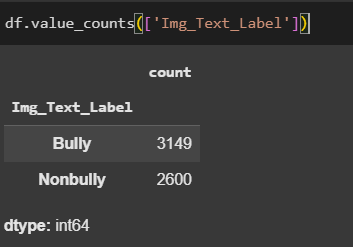 df.value_counts(['Img_Text_Label'])
count
Img_Text_Label
Bully 3149
Nonbully 2600
dtype: int64